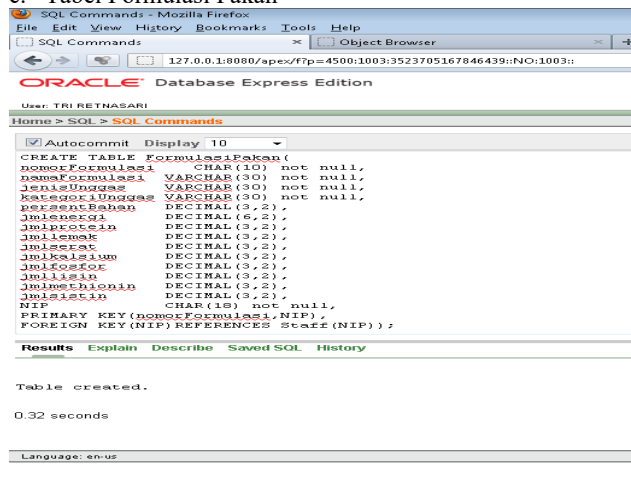 c. Tabel Formulasi Pakan
SQL Commands - Mozilla Firefox
File Edit View History Bookmarks Tools Help
SQL Commands × Object Browser × +
127.0.0.1:8080/apex/f?p=4500:1003:3523705167846439::NO:1003::
ORACLE Database Express Edition
User: TRI RETNASARI
Home > SQL > SQL Commands
Autocommit Display 10
CREATE TABLE FormulasiPakan(
nomorFormulasi CHAR(10) not null,
namaFormulasi VARCHAR(30) not null,
jenisUnggas VARCHAR(30) not null,
kategoriUnggas VARCHAR(30) not null,
persentBahan DECIMAL(3,2),
jmlenergi DECIMAL(6,2),
jmlprotein DECIMAL(3,2),
jmllemak DECIMAL(3,2),
jmlserat DECIMAL(3,2),
jmlkalsium DECIMAL(3,2),
jmlfosfor DECIMAL(3,2),
jmllisin DECIMAL(3,2),
jmlmethionin DECIMAL(3,2),
jmlsistin DECIMAL(3,2),
NIP CHAR(18) not null,
PRIMARY KEY(nomorFormulasi,NIP),
FOREIGN KEY(NIP)REFERENCES Staff(NIP));
Results Explain Describe Saved SQL History
Table created.
0.32 seconds
Language: en-us